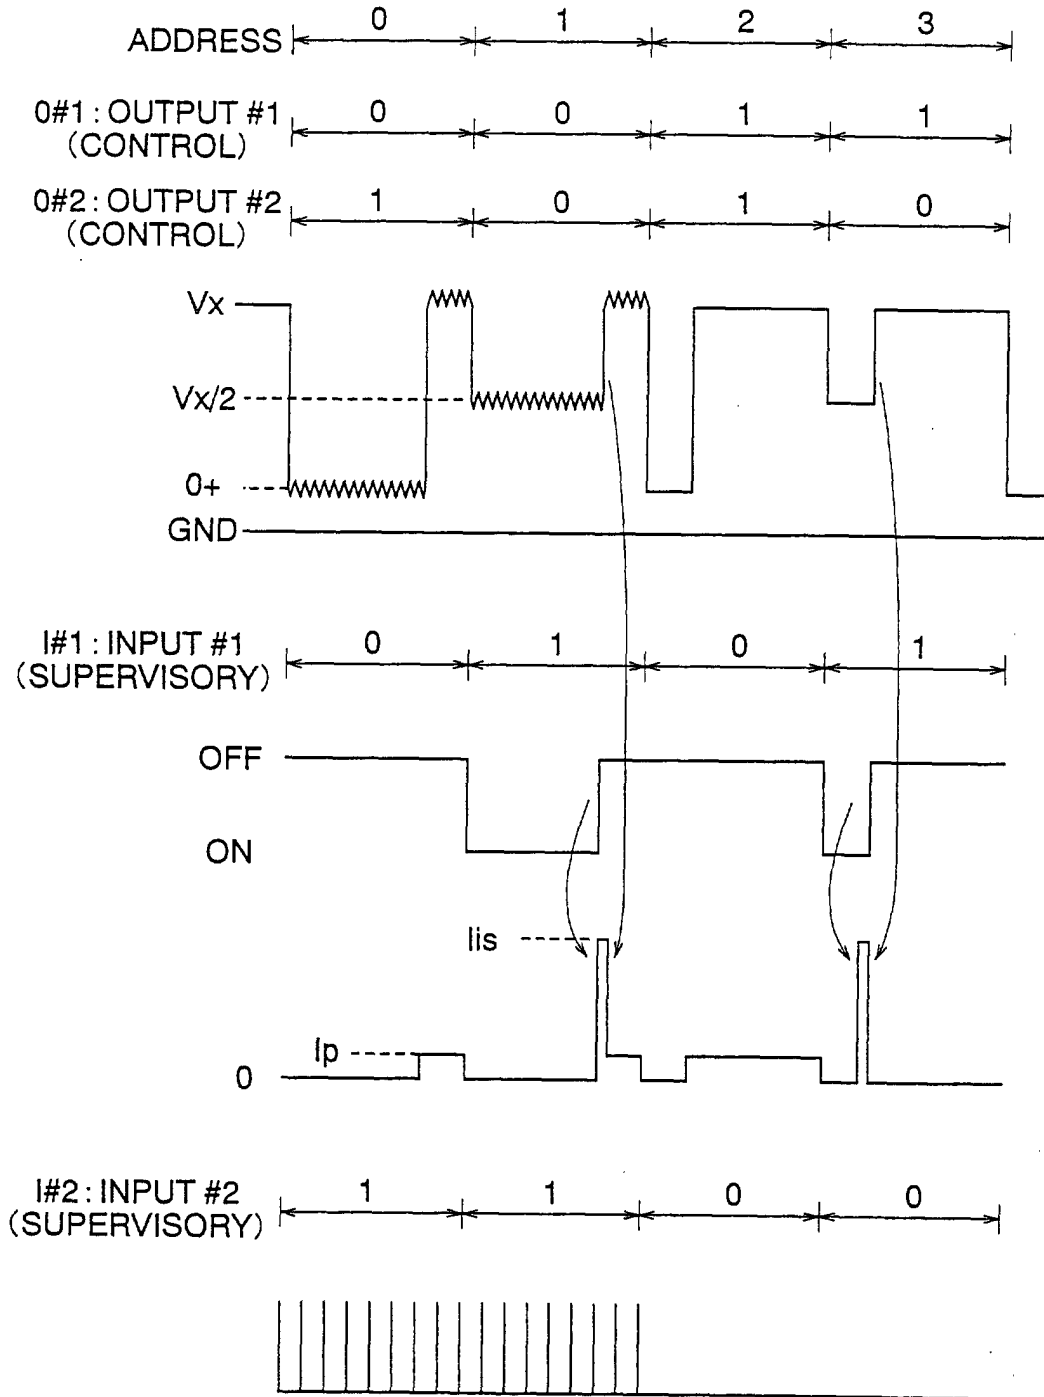 ADDRESS 0 1 2 3
0#1 : OUTPUT #1 0 0 1 1
(CONTROL)
0#2 : OUTPUT #2 1 0 1 0
(CONTROL)
Vx
Vx/2
0+
GND
I#1 : INPUT #1 0 1 0 1
(SUPERVISORY)
OFF
ON
Iis
Ip
0
I#2 : INPUT #2 1 1 0 0
(SUPERVISORY)